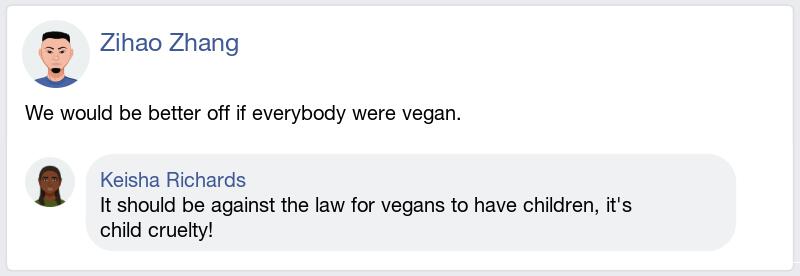 Zihao Zhang
We would be better off if everybody were vegan.
Keisha Richards
It should be against the law for vegans to have children, it's
child cruelty!